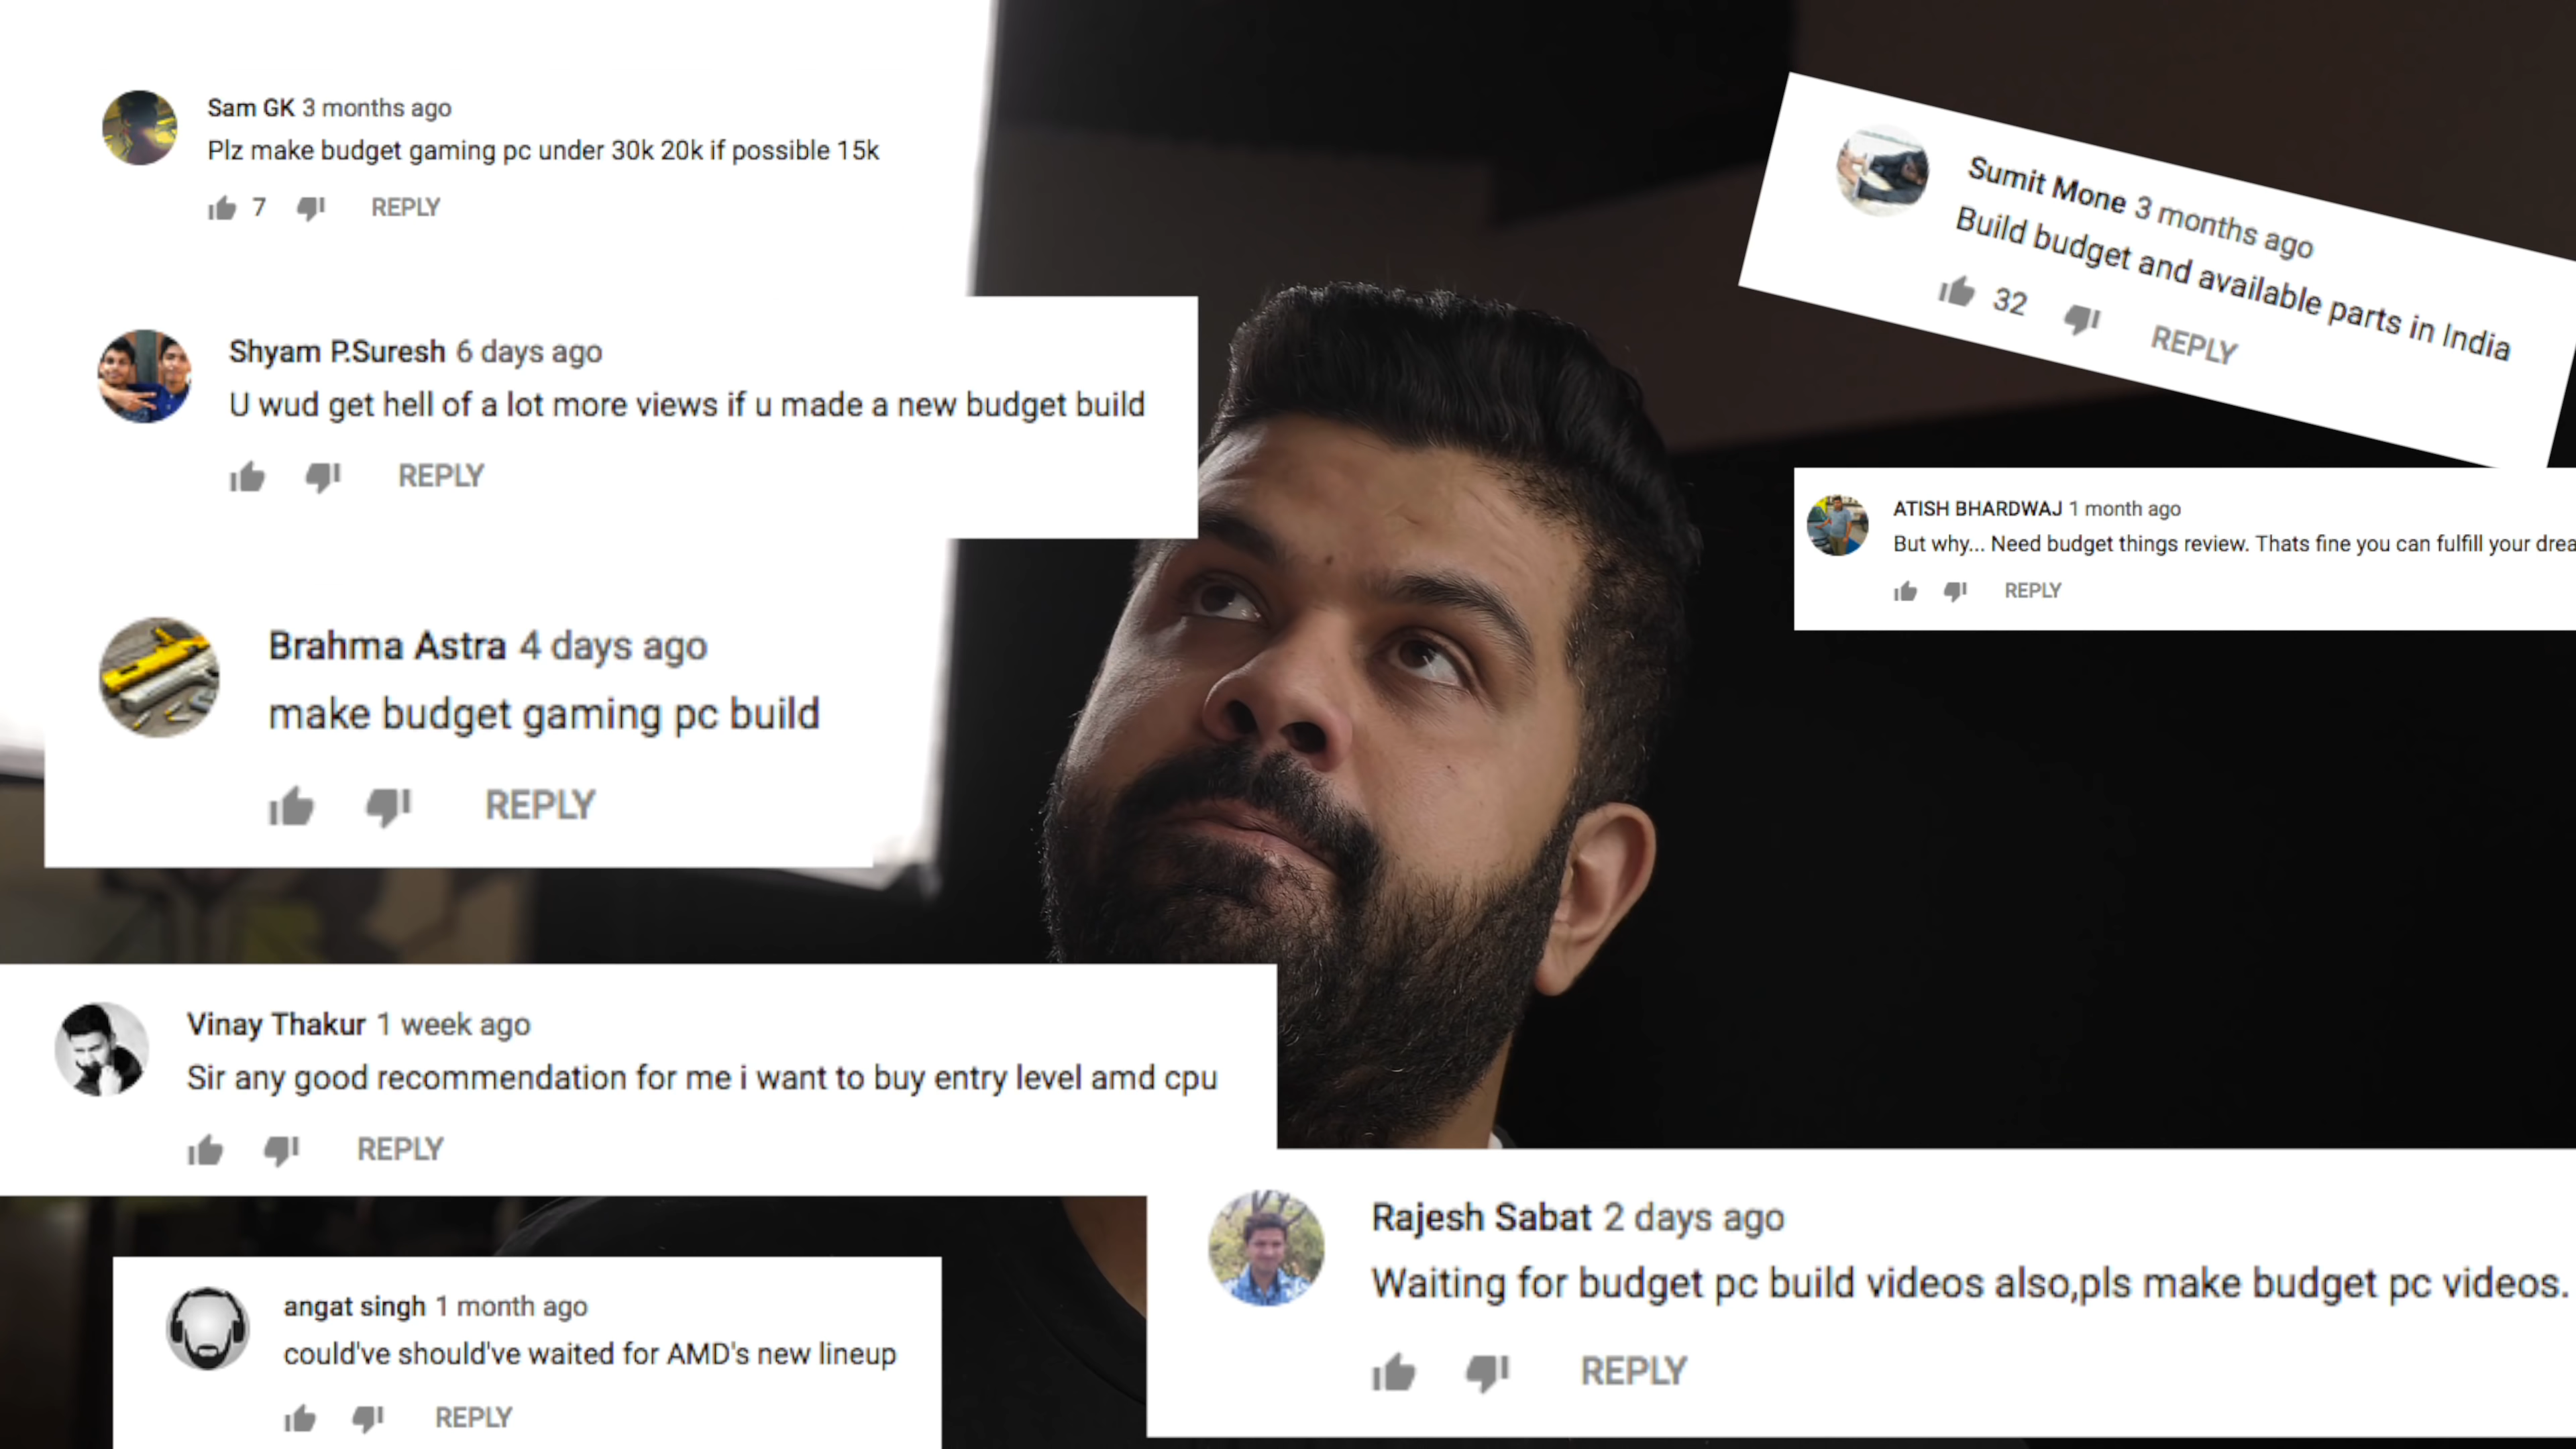 Sam GK 3 months ago
Plz make budget gaming pc under 30k 20k if possible 15k
7 REPLY
Shyam P.Suresh 6 days ago
U wud get hell of a lot more views if u made a new budget build
REPLY
Brahma Astra 4 days ago
make budget gaming pc build
REPLY
Vinay Thakur 1 week ago
Sir any good recommendation for me i want to buy entry level amd cpu
REPLY
angat singh 1 month ago
could've should've waited for AMD's new lineup
REPLY
Sumit Mone 3 months ago
Build budget and available parts in India
32 REPLY
ATISH BHARDWAJ 1 month ago
But why... Need budget things review. Thats fine you can fulfill your drea
REPLY
Rajesh Sabat 2 days ago
Waiting for budget pc build videos also,pls make budget pc videos.
REPLY